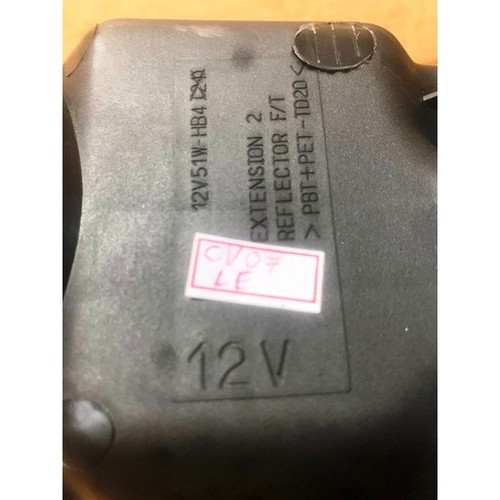 12V51W-HB4
EXTENSION 2
REFLECTOR F/T
> PBT+PET-TD20 <
CV07
LE
12V